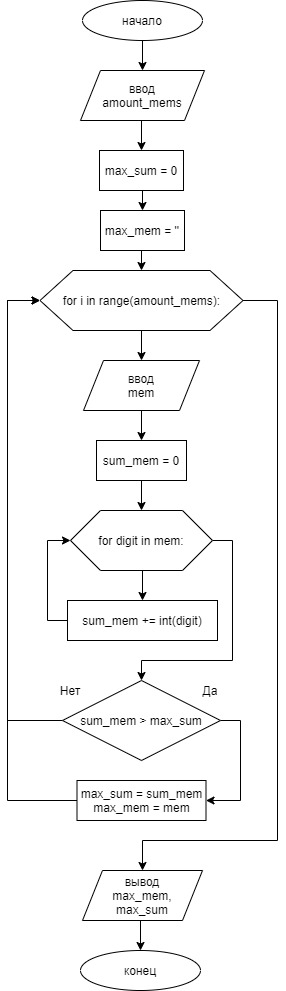 начало
ввод
amount_mems
max_sum = 0
max_mem = "
for i in range(amount_mems):
ввод
mem
sum_mem = 0
for digit in mem:
sum_mem += int(digit)
Нет
Да
sum_mem > max_sum
max_sum = sum_mem
max_mem = mem
вывод
max_mem,
max_sum
конец